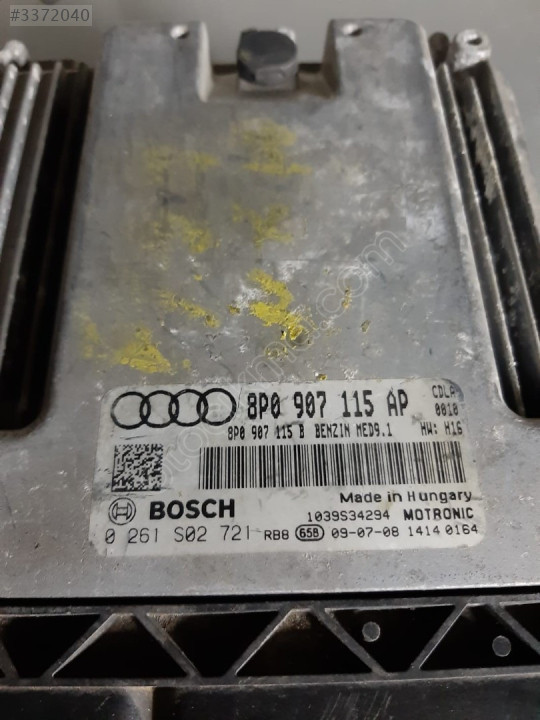 #3372040
8P0 907 115 AP CDLA
8P0 907 115 B BENZIN MED9.1 HW: H16
0010
BOSCH Made in Hungary
1039S34294 MOTRONIC
0 261 S02 721 RBB 658 09-07-08 1414 0164